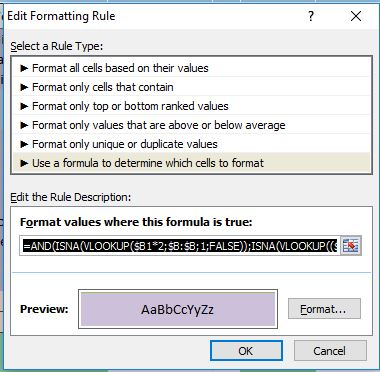 Edit Formatting Rule
Select a Rule Type:
► Format all cells based on their values
► Format only cells that contain
► Format only top or bottom ranked values
► Format only values that are above or below average
► Format only unique or duplicate values
► Use a formula to determine which cells to format
Edit the Rule Description:
Format values where this formula is true:
=AND(ISNA(VLOOKUP($B1*2;$B:$B;1;FALSE));ISNA(VLOOKUP((
Preview:
AaBbCcYyZz
Format...
OK
Cancel